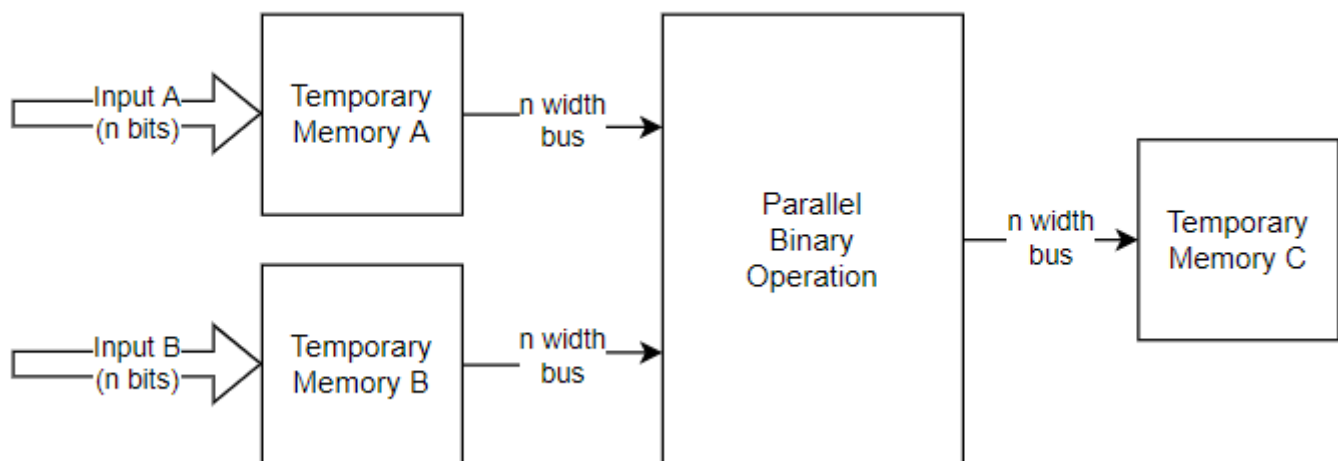 Input A
(n bits)
Temporary
Memory A
n width
bus
Parallel
Binary
Operation
n width
bus
Temporary
Memory C
Input B
(n bits)
Temporary
Memory B
n width
bus